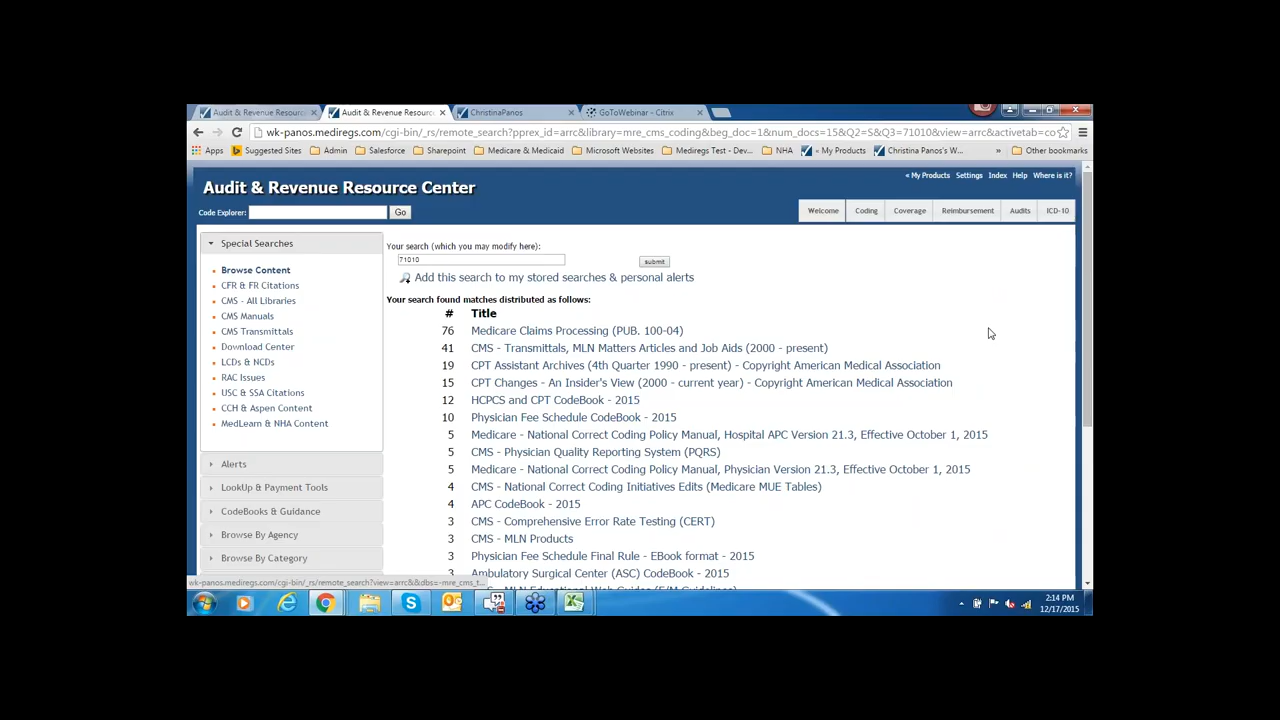 Audit & Revenue Resourc
Audit & Revenue Resourc
ChristinaPanos
GoToWebinar - Citrix
wk-panos.mediregs.com/cgi-bin/_rs/remote_search?pprex_id=arrc&library=mre_cms_coding&beg_doc=1&num_docs=15&Q2=S&Q3=71010&view=arrc&activetab=co
Apps Suggested Sites Admin Salesforce Sharepoint Medicare & Medicaid Microsoft Websites Mediregs Test - Dev... NHA « My Products Christina Panos's W... » Other bookmarks
« My Products Settings Index Help Where is it?
Audit & Revenue Resource Center
Code Explorer: Go
Welcome Coding Coverage Reimbursement Audits ICD-10
Special Searches
Browse Content
CFR & FR Citations
CMS - All Libraries
CMS Manuals
CMS Transmittals
Download Center
LCDs & NCDs
RAC Issues
USC & SSA Citations
CCH & Aspen Content
MedLearn & NHA Content
Alerts
LookUp & Payment Tools
CodeBooks & Guidance
Browse By Agency
Browse By Category
Your search (which you may modify here):
71010 submit
Add this search to my stored searches & personal alerts
Your search found matches distributed as follows:
# Title
76 Medicare Claims Processing (PUB. 100-04)
41 CMS - Transmittals, MLN Matters Articles and Job Aids (2000 - present)
19 CPT Assistant Archives (4th Quarter 1990 - present) - Copyright American Medical Association
15 CPT Changes - An Insider's View (2000 - current year) - Copyright American Medical Association
12 HCPCS and CPT CodeBook - 2015
10 Physician Fee Schedule CodeBook - 2015
5 Medicare - National Correct Coding Policy Manual, Hospital APC Version 21.3, Effective October 1, 2015
5 CMS - Physician Quality Reporting System (PQRS)
5 Medicare - National Correct Coding Policy Manual, Physician Version 21.3, Effective October 1, 2015
4 CMS - National Correct Coding Initiatives Edits (Medicare MUE Tables)
4 APC CodeBook - 2015
3 CMS - Comprehensive Error Rate Testing (CERT)
3 CMS - MLN Products
3 Physician Fee Schedule Final Rule - EBook format - 2015
3 Ambulatory Surgical Center (ASC) CodeBook - 2015
wk-panos.mediregs.com/cgi-bin/_rs/remote_search?view=arrc&&dbs=-mre_cms_t...
2:14 PM
12/17/2015